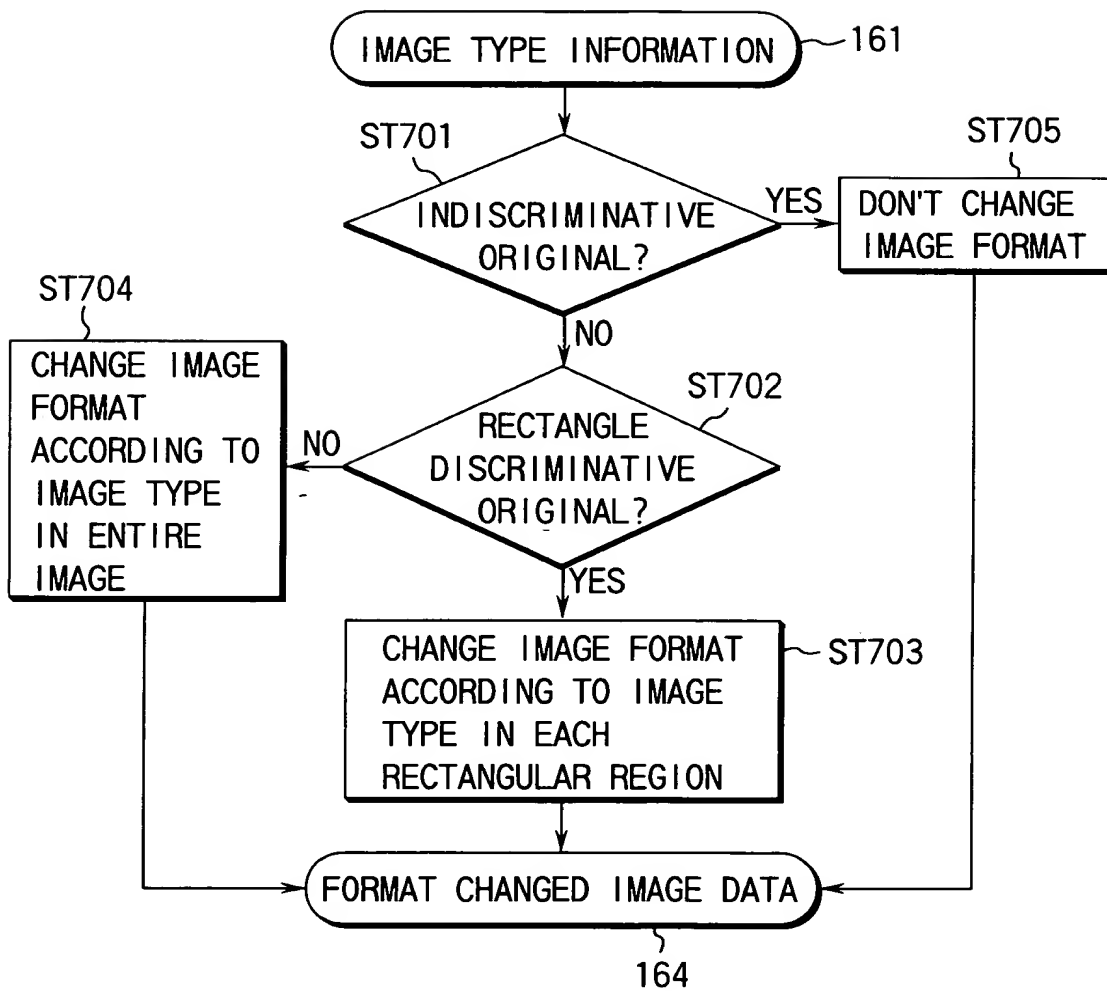 IMAGE TYPE INFORMATION
161
ST701
ST705
INDISCRIMINATIVE
ORIGINAL?
YES
DON'T CHANGE
IMAGE FORMAT
NO
ST704
CHANGE IMAGE
FORMAT
ACCORDING TO
IMAGE TYPE
IN ENTIRE
IMAGE
ST702
RECTANGLE
DISCRIMINATIVE
ORIGINAL?
NO
YES
CHANGE IMAGE FORMAT
ACCORDING TO IMAGE
TYPE IN EACH
RECTANGULAR REGION
ST703
FORMAT CHANGED IMAGE DATA
164